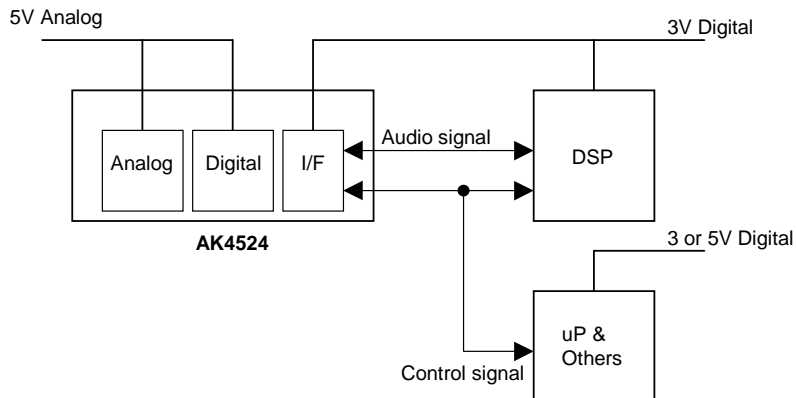 5V Analog
3V Digital
Audio signal
Analog
Digital
I/F
DSP
AK4524
3 or 5V Digital
uP &
Others
Control signal